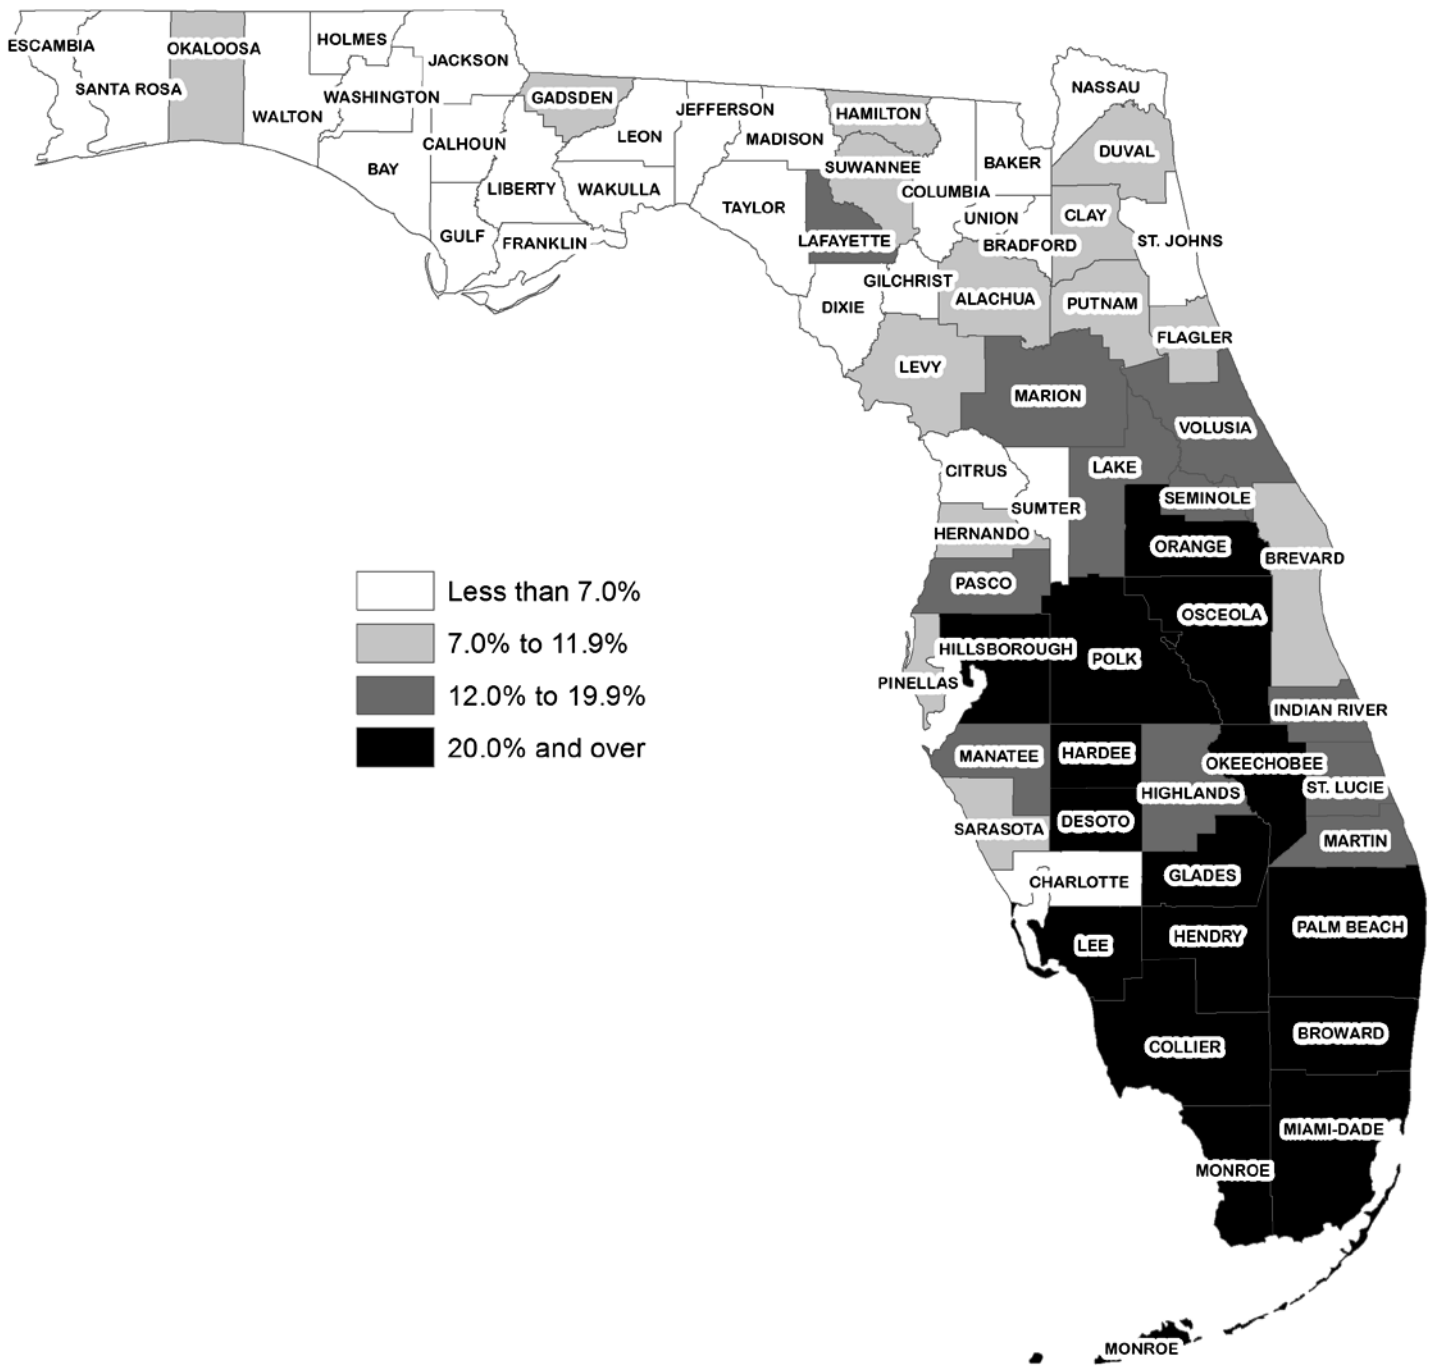 ESCAMBIA
SANTA ROSA
OKALOOSA
WALTON
HOLMES
WASHINGTON
JACKSON
BAY
CALHOUN
GULF
GADSDEN
LIBERTY
FRANKLIN
LEON
WAKULLA
JEFFERSON
MADISON
TAYLOR
HAMILTON
SUWANNEE
LAFAYETTE
DIXIE
COLUMBIA
GILCHRIST
BAKER
UNION
BRADFORD
ALACHUA
NASSAU
DUVAL
CLAY
ST. JOHNS
PUTNAM
FLAGLER
LEVY
MARION
VOLUSIA
CITRUS
LAKE
SUMTER
SEMINOLE
HERNANDO
ORANGE
BREVARD
PASCO
OSCEOLA
HILLSBOROUGH
POLK
PINELLAS
INDIAN RIVER
MANATEE
HARDEE
OKEECHOBEE
HIGHLANDS
ST. LUCIE
SARASOTA
DESOTO
MARTIN
CHARLOTTE
GLADES
LEE
HENDRY
PALM BEACH
COLLIER
BROWARD
MIAMI-DADE
MONROE
MONROE
Less than 7.0%
7.0% to 11.9%
12.0% to 19.9%
20.0% and over